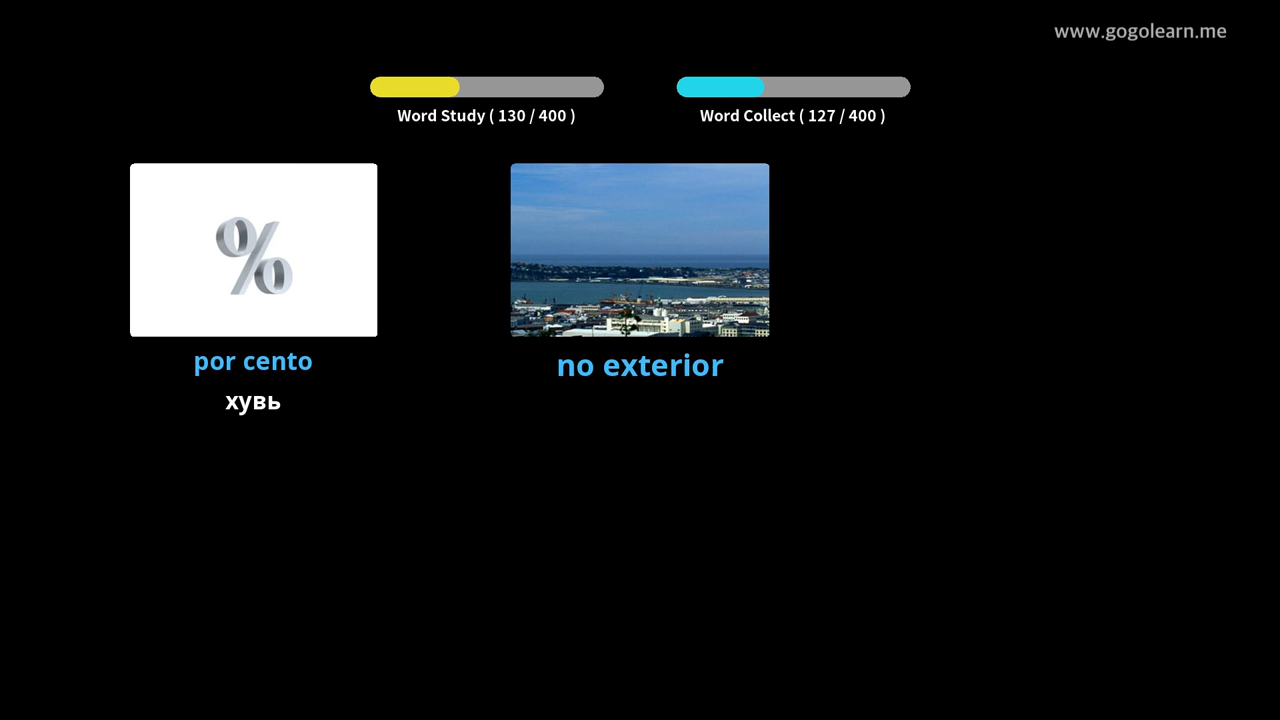 www.gogolearn.me
Word Study ( 130 / 400 )
Word Collect ( 127 / 400 )
%
por cento
хувь
no exterior